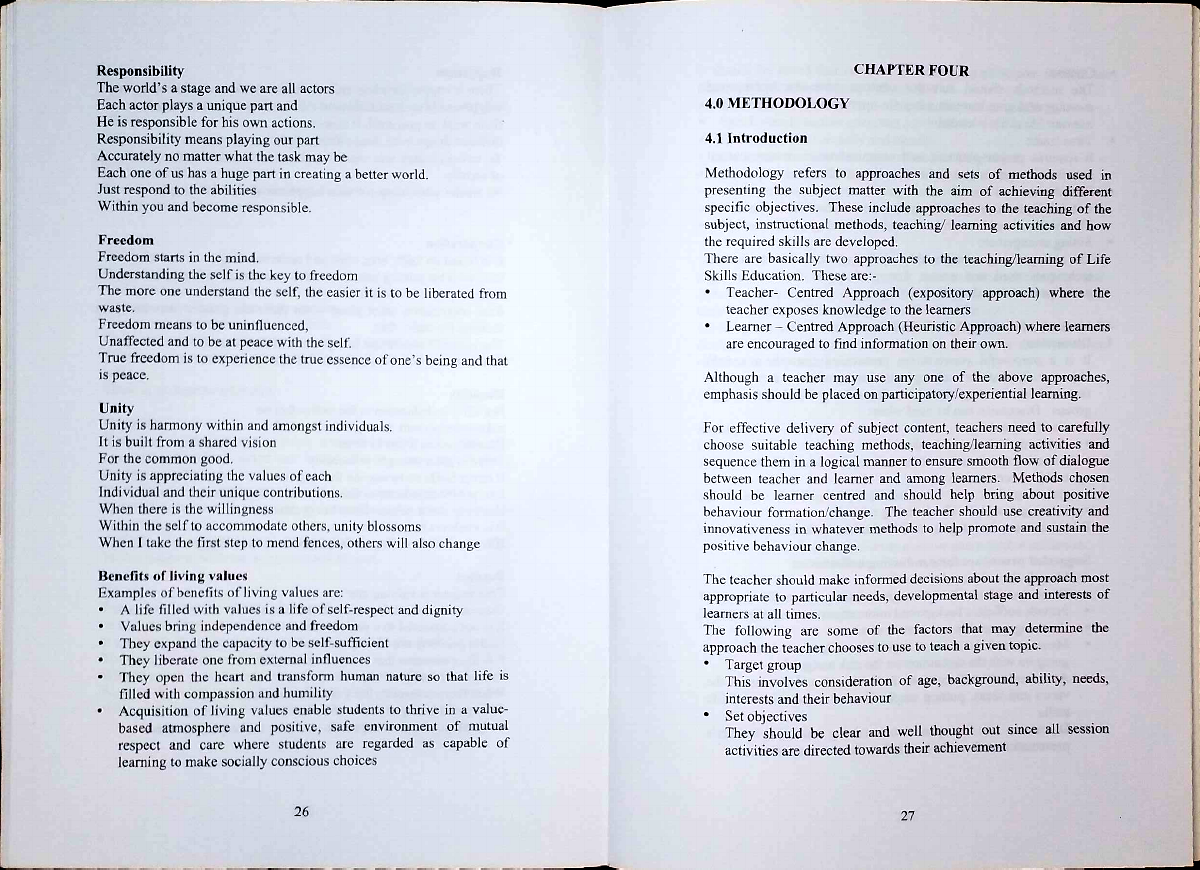 Responsibility
The world's a stage and we are all actors
Each actor plays a unique part and
He is responsible for his own actions.
Responsibility means playing our part
Accurately no matter what the task may be
Each one of us has a huge part in creating a better world.
Just respond to the abilities
Within you and become responsible.
Freedom
Freedom starts in the mind.
Understanding the self is the key to freedom
The more one understand the self, the easier it is to be liberated from
waste.
Freedom means to be uninfluenced,
Unaffected and to be at peace with the self.
True freedom is to experience the true essence of one's being and that
is peace.
Unity
Unity is harmony within and amongst individuals.
It is built from a shared vision
For the common good.
Unity is appreciating the values of each
Individual and their unique contributions.
When there is the willingness
Within the self to accommodate others, unity blossoms
When I take the first step to mend fences, others will also change
Benefits of living values
Examples of benefits of living values are:
• A life filled with values is a life of self-respect and dignity
• Values bring independence and freedom
• They expand the capacity to be self-sufficient
• They liberate one from external influences
• They open the heart and transform human nature so that life is
filled with compassion and humility
• Acquisition of living values enable students to thrive in a value-
based atmosphere and positive, safe environment of mutual
respect and care where students are regarded as capable of
learning to make socially conscious choices
26
CHAPTER FOUR
4.0 METHODOLOGY
4.1 Introduction
Methodology refers to approaches and sets of methods used in
presenting the subject matter with the aim of achieving different
specific objectives. These include approaches to the teaching of the
subject, instructional methods, teaching/ learning activities and how
the required skills are developed.
There are basically two approaches to the teaching/learning of Life
Skills Education. These are:-
• Teacher- Centred Approach (expository approach) where the
teacher exposes knowledge to the learners
• Learner – Centred Approach (Heuristic Approach) where learners
are encouraged to find information on their own.
Although a teacher may use any one of the above approaches,
emphasis should be placed on participatory/experiential learning.
For effective delivery of subject content, teachers need to carefully
choose suitable teaching methods, teaching/learning activities and
sequence them in a logical manner to ensure smooth flow of dialogue
between teacher and learner and among learners. Methods chosen
should be learner centred and should help bring about positive
behaviour formation/change. The teacher should use creativity and
innovativeness in whatever methods to help promote and sustain the
positive behaviour change.
The teacher should make informed decisions about the approach most
appropriate to particular needs, developmental stage and interests of
learners at all times.
The following are some of the factors that may determine the
approach the teacher chooses to use to teach a given topic.
• Target group
This involves consideration of age, background, ability, needs,
interests and their behaviour
• Set objectives
They should be clear and well thought out since all session
activities are directed towards their achievement
27